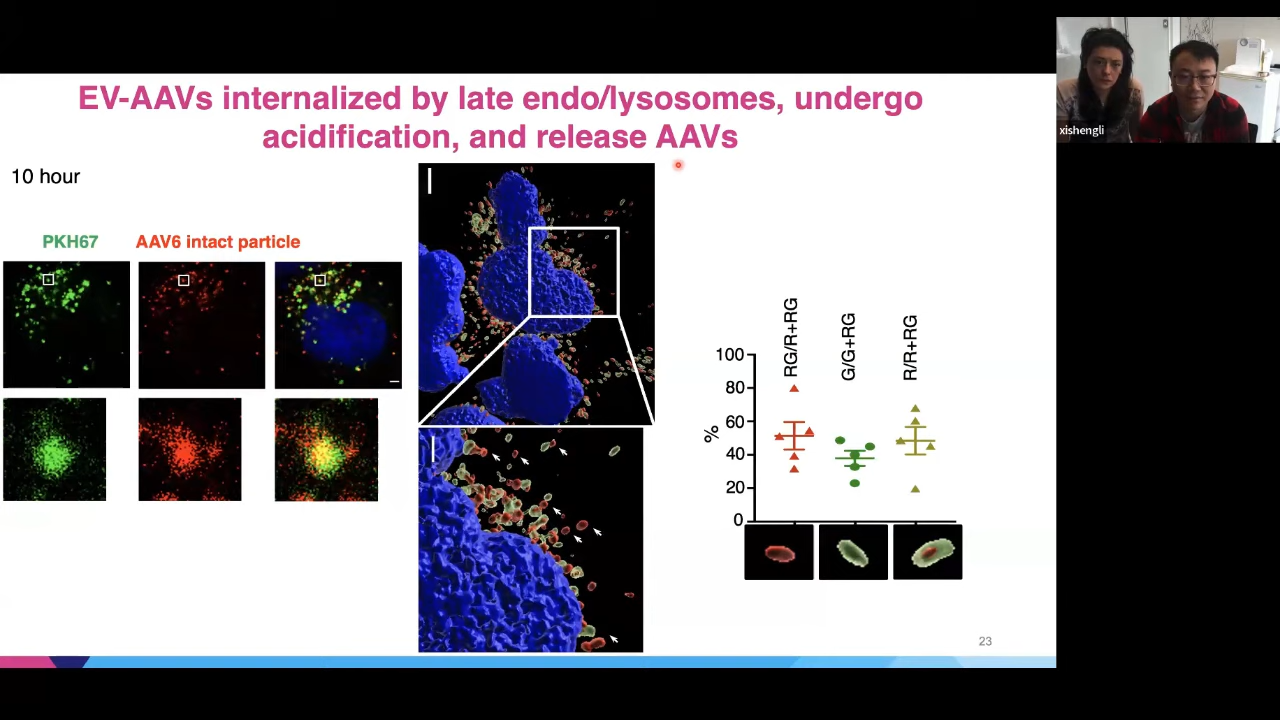 EV-AAVs internalized by late endo/lysosomes, undergo
acidification, and release AAVs
xishengli
10 hour
PKH67
AAV6 intact particle
RG/R+RG
G/G+RG
R/R+RG
%
100
80
60
40
20
0
23